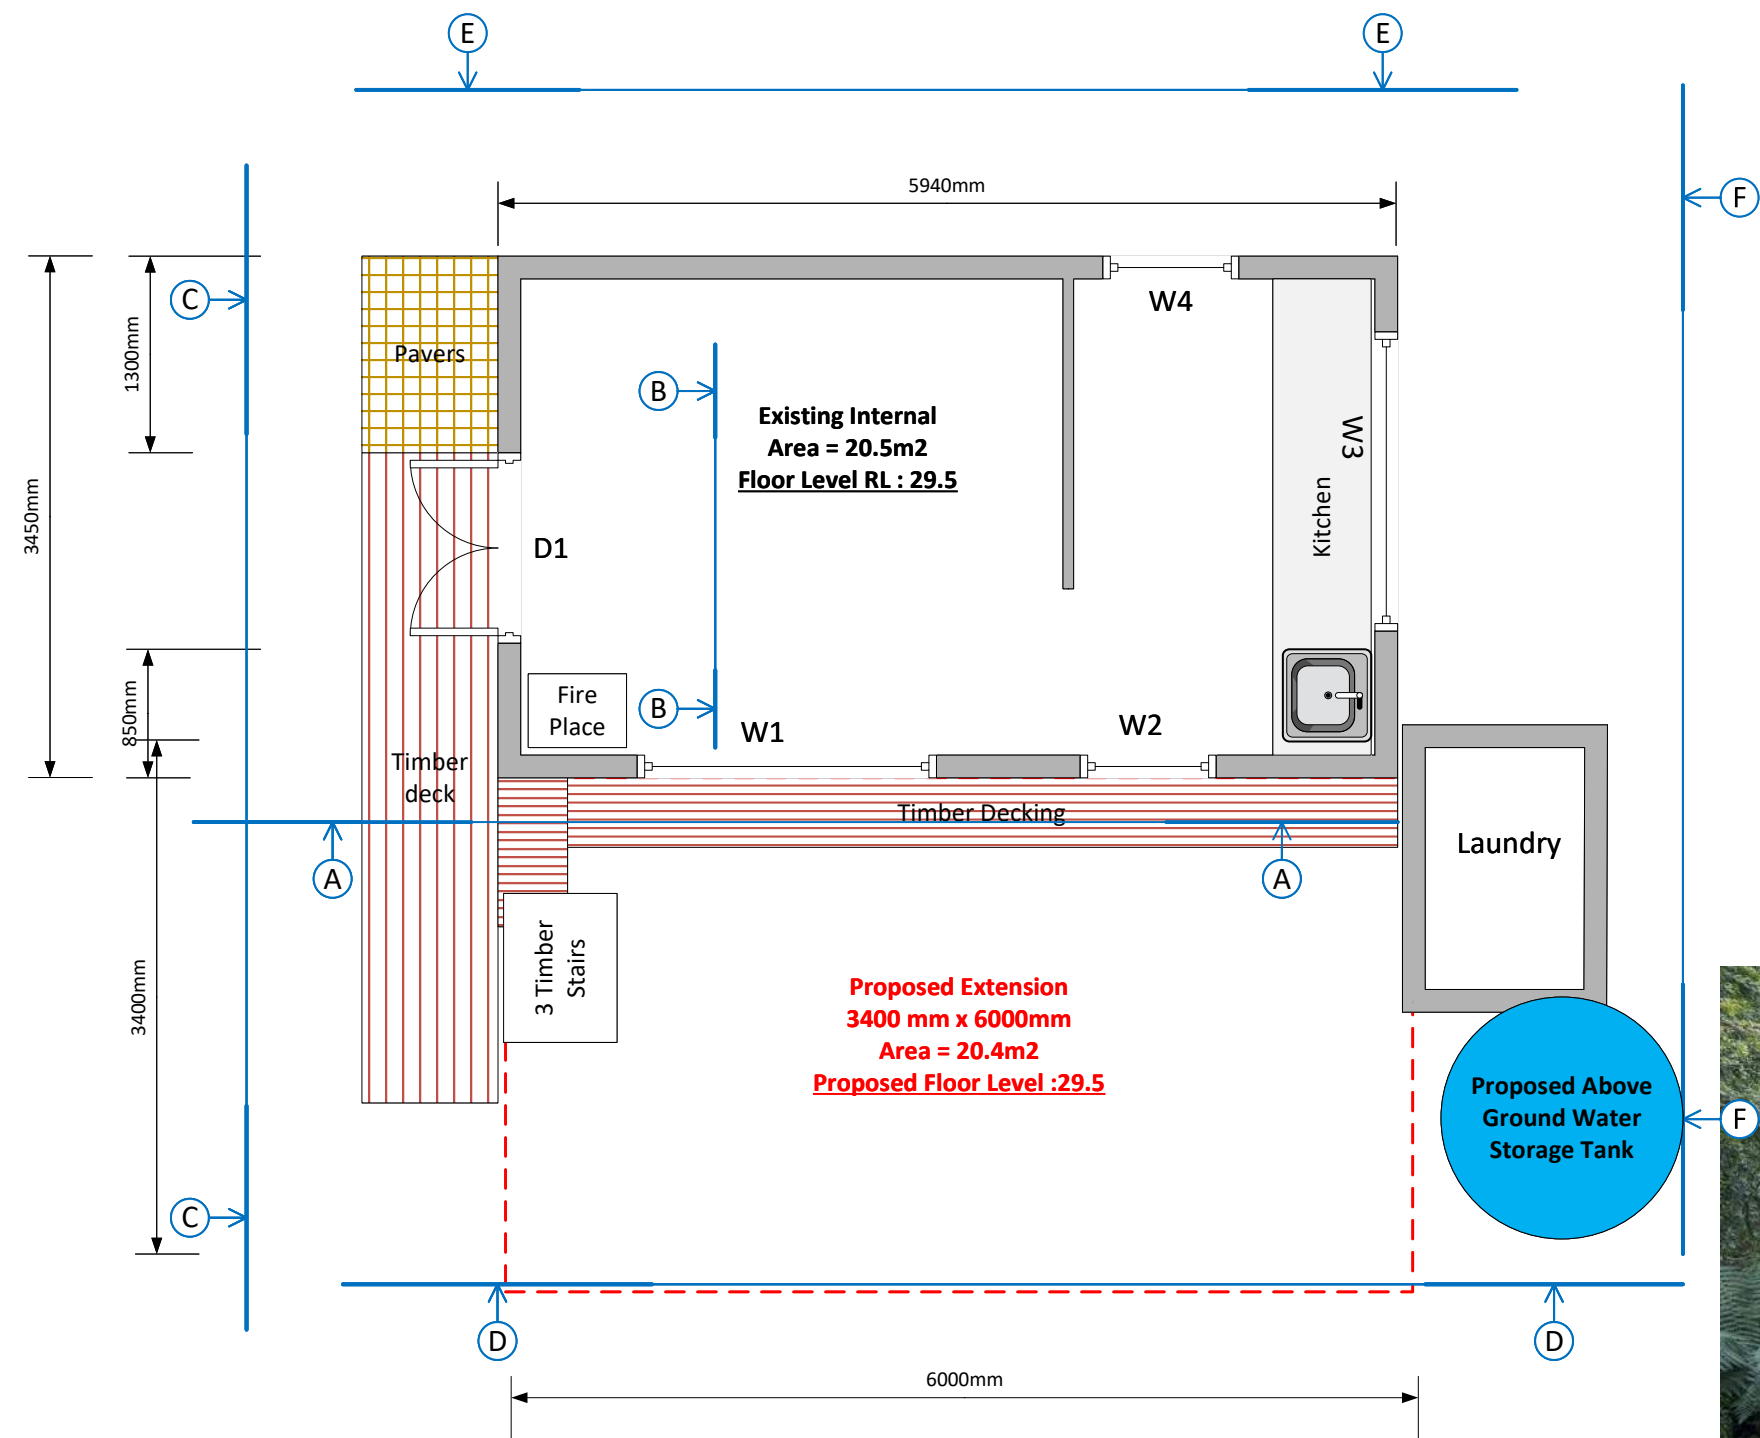 E
E
5940mm
F
C
Pavers
1300mm
W4
B
Existing Internal
Area = 20.5m2
Floor Level RL : 29.5
W3
Kitchen
3450mm
D1
Fire
Place
B
W1
W2
850mm
Timber
deck
Timber Decking
Laundry
A
A
3 Timber
Stairs
3400mm
Proposed Extension
3400 mm x 6000mm
Area = 20.4m2
Proposed Floor Level :29.5
Proposed Above
Ground Water
Storage Tank
F
C
D
D
6000mm